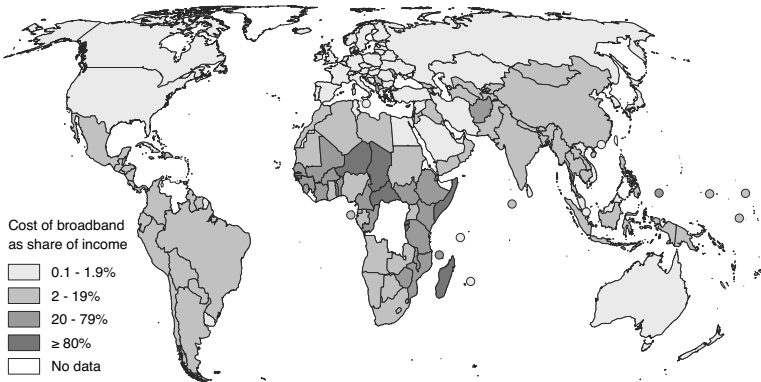 Cost of broadband
as share of income
0.1 - 1.9%
2 - 19%
20 - 79%
≥ 80%
No data